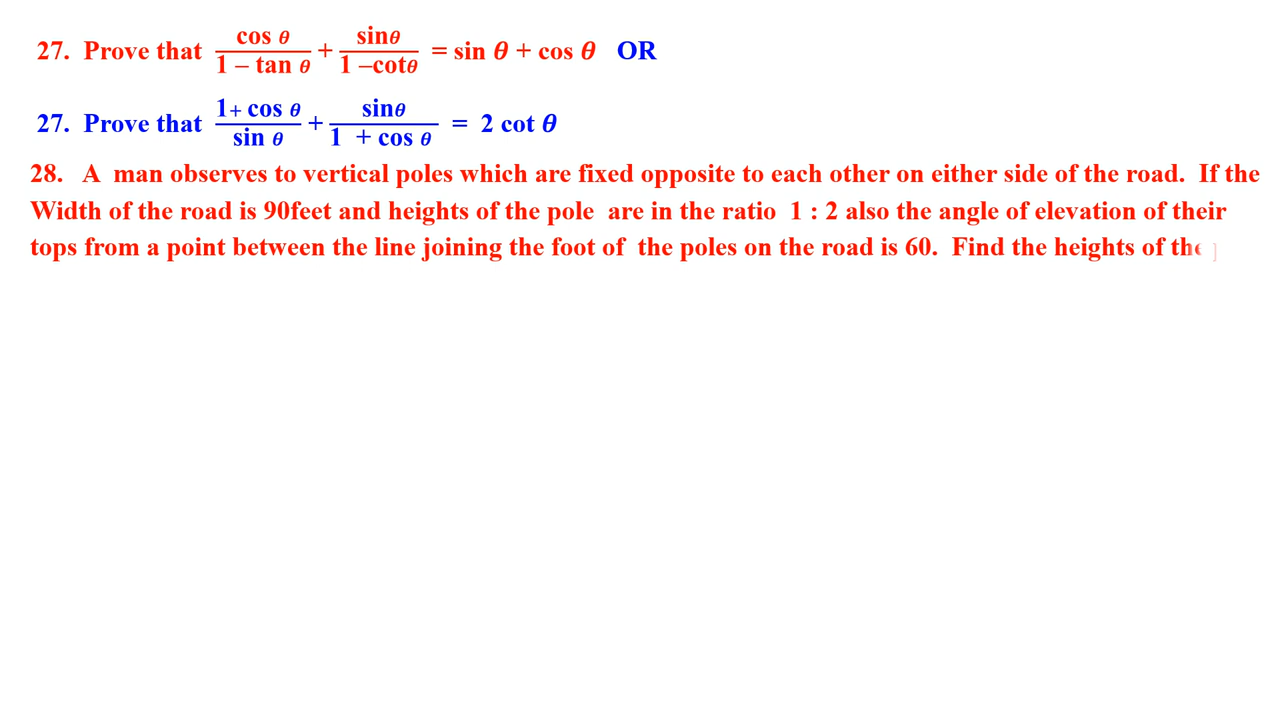 27. Prove that cos θ / 1 – tan θ + sinθ / 1 –cotθ = sin θ + cos θ OR
27. Prove that 1+ cos θ / sin θ + sinθ / 1 + cos θ = 2 cot θ
28. A man observes to vertical poles which are fixed opposite to each other on either side of the road. If the
Width of the road is 90feet and heights of the pole are in the ratio 1 : 2 also the angle of elevation of their
tops from a point between the line joining the foot of the poles on the road is 60. Find the heights of the